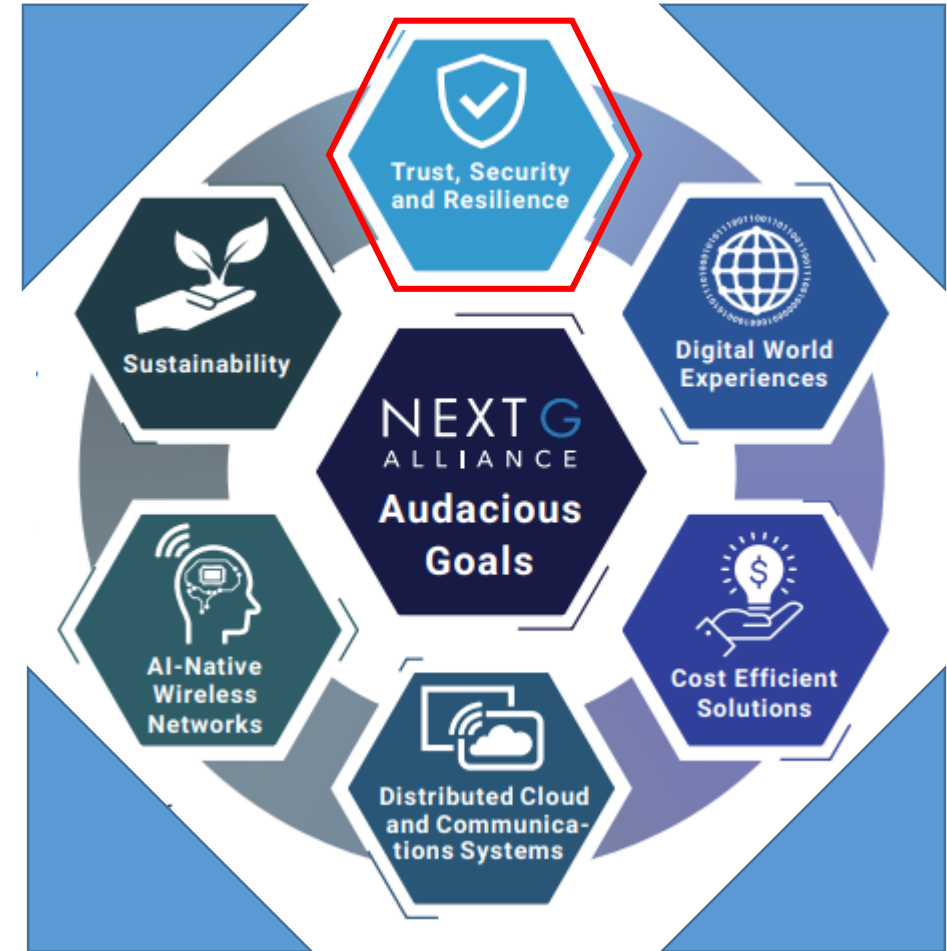 Trust, Security
and Resilience
Digital World
Experiences
Cost Efficient
Solutions
Distributed Cloud
and Communica-
tions Systems
AI-Native
Wireless
Networks
Sustainability
NEXT G
ALLIANCE
Audacious
Goals
$